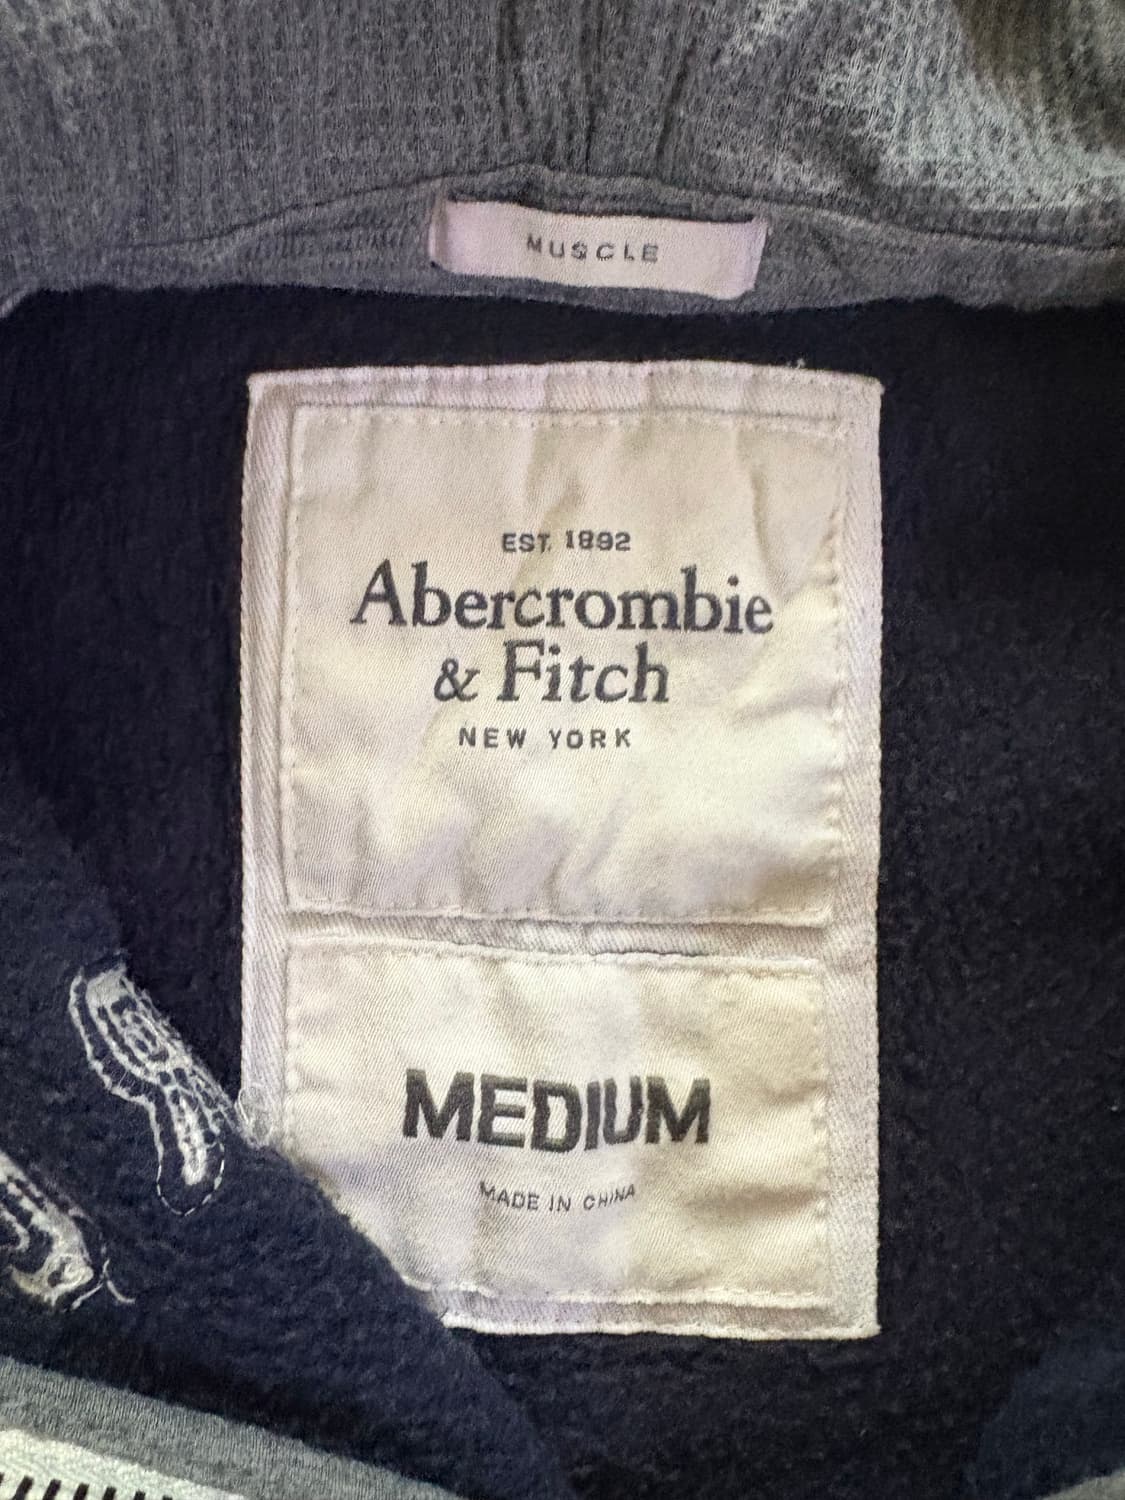 MUSCLE
EST. 1892
Abercrombie
& Fitch
NEW YORK
MEDIUM
MADE IN CHINA